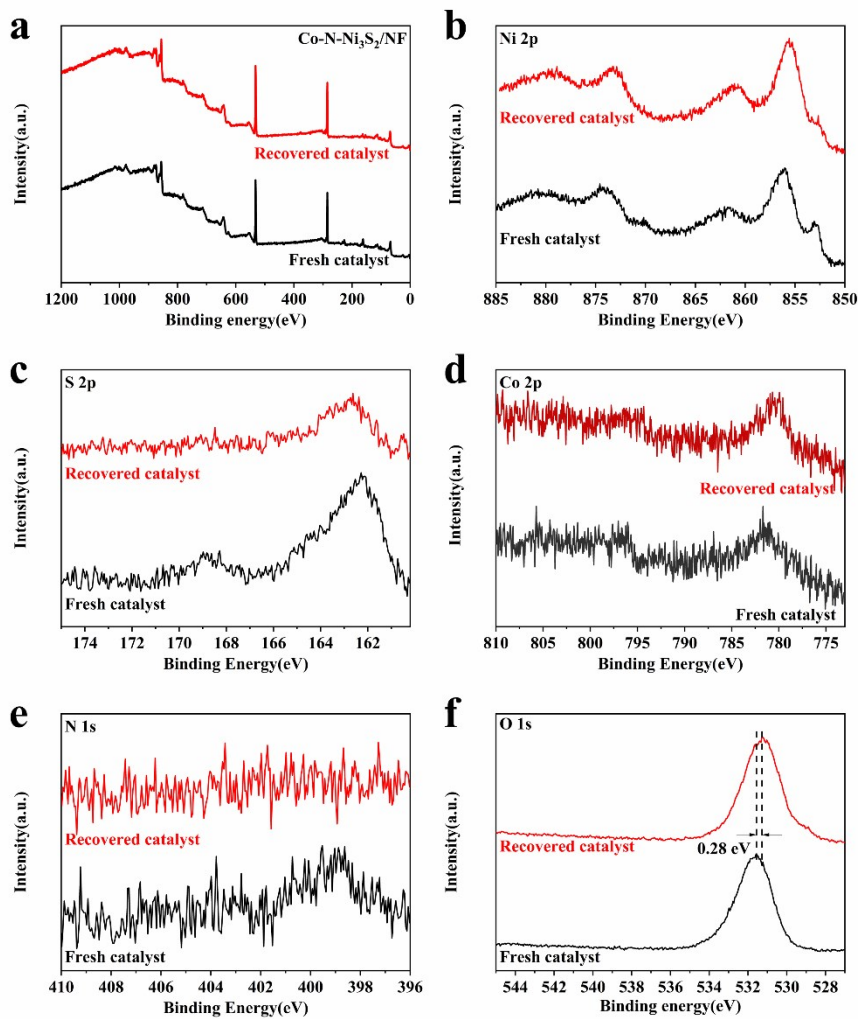 a
Co-N-Ni₃S₂/NF
Recovered catalyst
Fresh catalyst
Intensity(a.u.)
1200 1000 800 600 400 200 0
Binding energy(eV)
b
Ni 2p
Recovered catalyst
Fresh catalyst
Intensity(a.u.)
885 880 875 870 865 860 855 850
Binding energy(eV)
c
S 2p
Recovered catalyst
Fresh catalyst
Intensity(a.u.)
174 172 170 168 166 164 162
Binding Energy(eV)
d
Co 2p
Recovered catalyst
Fresh catalyst
Intensity(a.u.)
810 805 800 795 790 785 780 775
Binding Energy(eV)
e
N 1s
Recovered catalyst
Fresh catalyst
Intensity(a.u.)
410 408 406 404 402 400 398 396
Binding Energy(eV)
f
O 1s
Recovered catalyst
0.28 eV
Fresh catalyst
Intensity(a.u.)
544 542 540 538 536 534 532 530 528
Binding energy(eV)